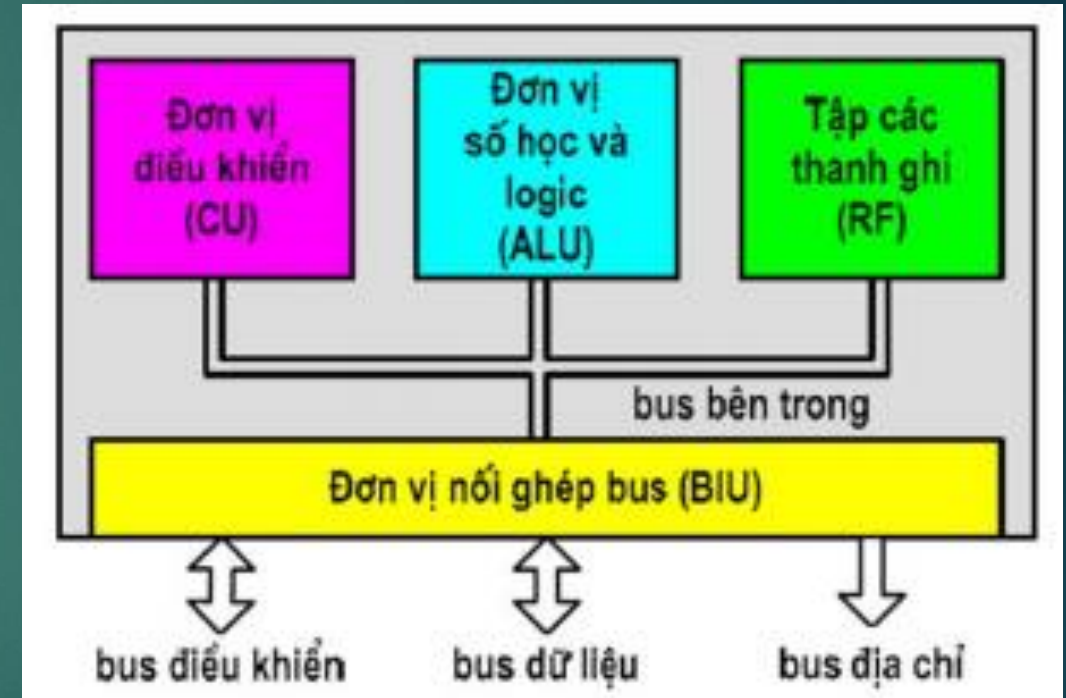 Đơn vị
điều khiển
(CU)
Đơn vị
số học và
logic
(ALU)
Tập các
thanh ghi
(RF)
bus bên trong
Đơn vị nối ghép bus (BIU)
bus điều khiển
bus dữ liệu
bus địa chỉ